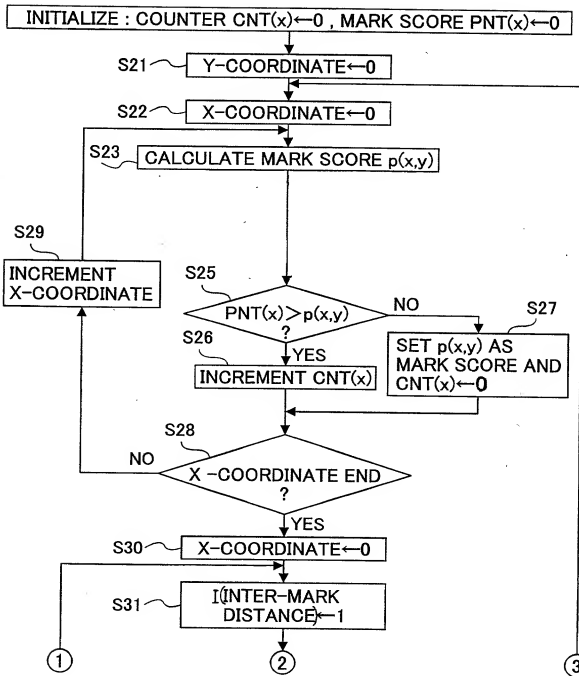 INITIALIZE : COUNTER CNT(x)←0 , MARK SCORE PNT(x)←0
S21
Y-COORDINATE←0
S22
X-COORDINATE←0
S23
CALCULATE MARK SCORE p(x,y)
S29
INCREMENT
X-COORDINATE
S25
PNT(x)>p(x,y)
?
NO
S27
SET p(x,y) AS
MARK SCORE AND
CNT(x)←0
YES
S26
INCREMENT CNT(x)
S28
NO
X -COORDINATE END
?
YES
S30
X-COORDINATE←0
S31
I(INTER-MARK
DISTANCE)←1
1
2
3